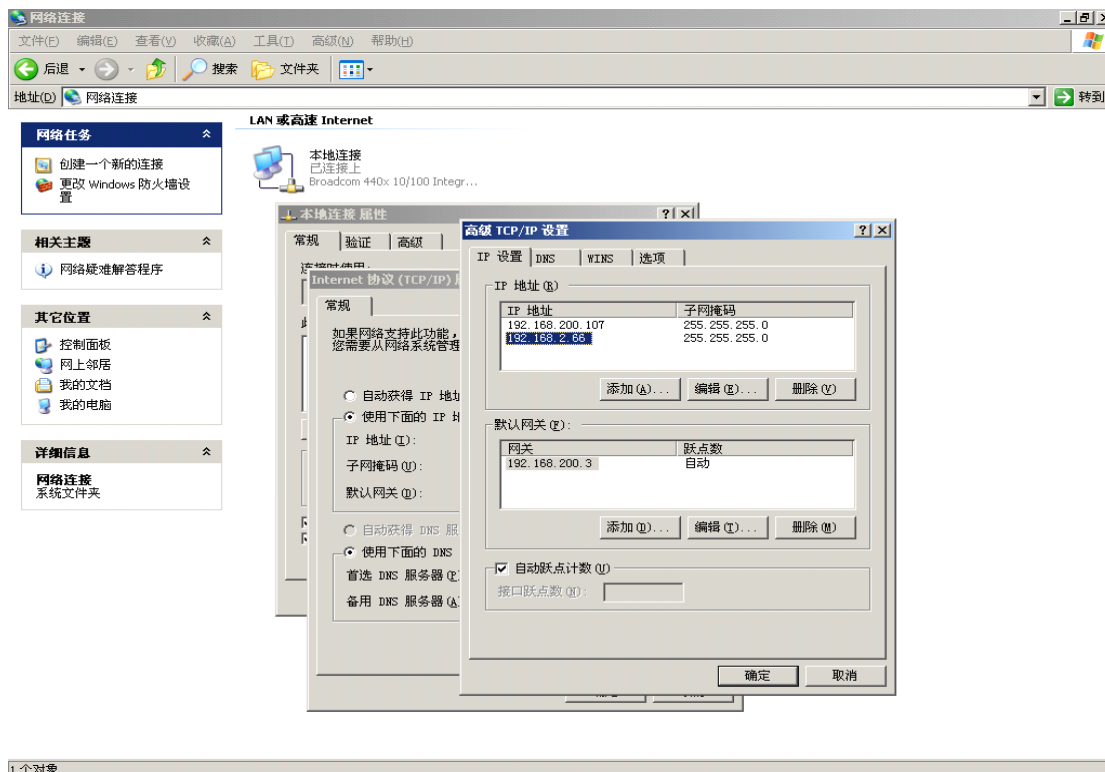 网络连接
文件(F) 编辑(E) 查看(V) 收藏(A) 工具(T) 高级(N) 帮助(H)
后退 搜索 文件夹
地址(D) 网络连接 转到
网络任务
创建一个新的连接
更改 Windows 防火墙设
置
相关主题
网络疑难解答程序
其它位置
控制面板
网上邻居
我的文档
我的电脑
详细信息
网络连接
系统文件夹
LAN 或高速 Internet
本地连接
已连接上
Broadcom 440x 10/100 Integr...
本地连接 属性
常规 验证 高级
连接时使用:
Internet 协议 (TCP/IP)
常规
如果网络支持此功能,
您需要从网络系统管理
自动获得 IP 地址
使用下面的 IP 地
IP 地址(I):
子网掩码(U):
默认网关(D):
自动获得 DNS 服
使用下面的 DNS
首选 DNS 服务器(P)
备用 DNS 服务器(A)
高级 TCP/IP 设置
IP 设置 DNS WINS 选项
IP 地址(R)
IP 地址 子网掩码
192.168.200.107 255.255.255.0
192.168.2.66 255.255.255.0
添加(A)... 编辑(E)... 删除(V)
默认网关(F):
网关 跃点数
192.168.200.3 自动
添加(D)... 编辑(T)... 删除(M)
自动跃点计数(U)
接口跃点数(N):
确定 取消
1 个对象